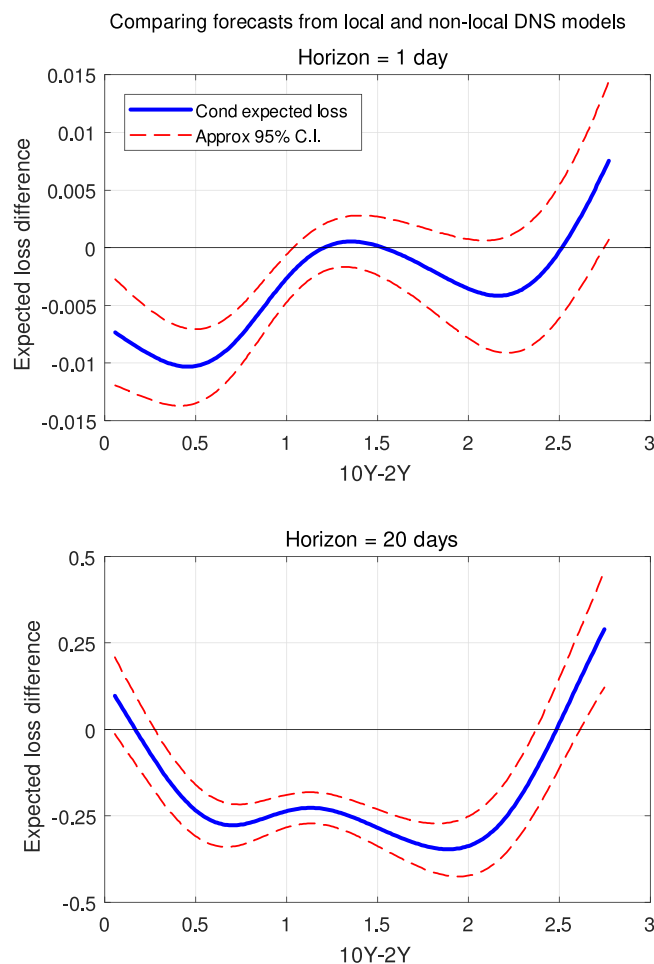 Comparing forecasts from local and non-local DNS models
Horizon = 1 day
0.015
0.01
0.005
0
-0.005
-0.01
-0.015
Expected loss difference
Cond expected loss
Approx 95% C.I.
0 0.5 1 1.5 2 2.5 3
10Y-2Y
Horizon = 20 days
0.5
0.25
0
-0.25
-0.5
Expected loss difference
0 0.5 1 1.5 2 2.5 3
10Y-2Y